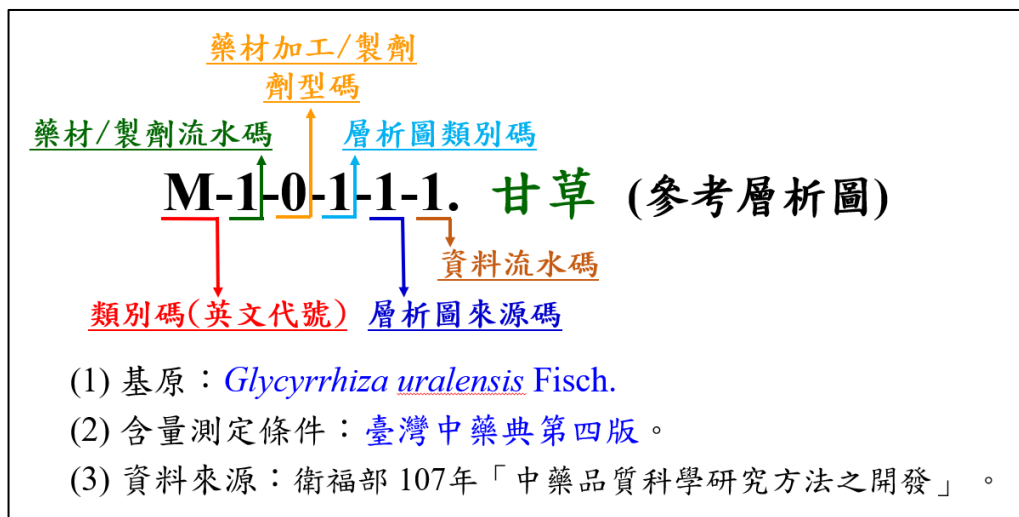 藥材加工/製劑
劑型碼
藥材/製劑流水碼
層析圖類別碼
M-1-0-1-1-1. 甘草 (參考層析圖)
資料流水碼
類別碼(英文代號)
層析圖來源碼
(1) 基原：Glycyrrhiza uralensis Fisch.
(2) 含量測定條件：臺灣中藥典第四版。
(3) 資料來源：衛福部 107年「中藥品質科學研究方法之開發」 。